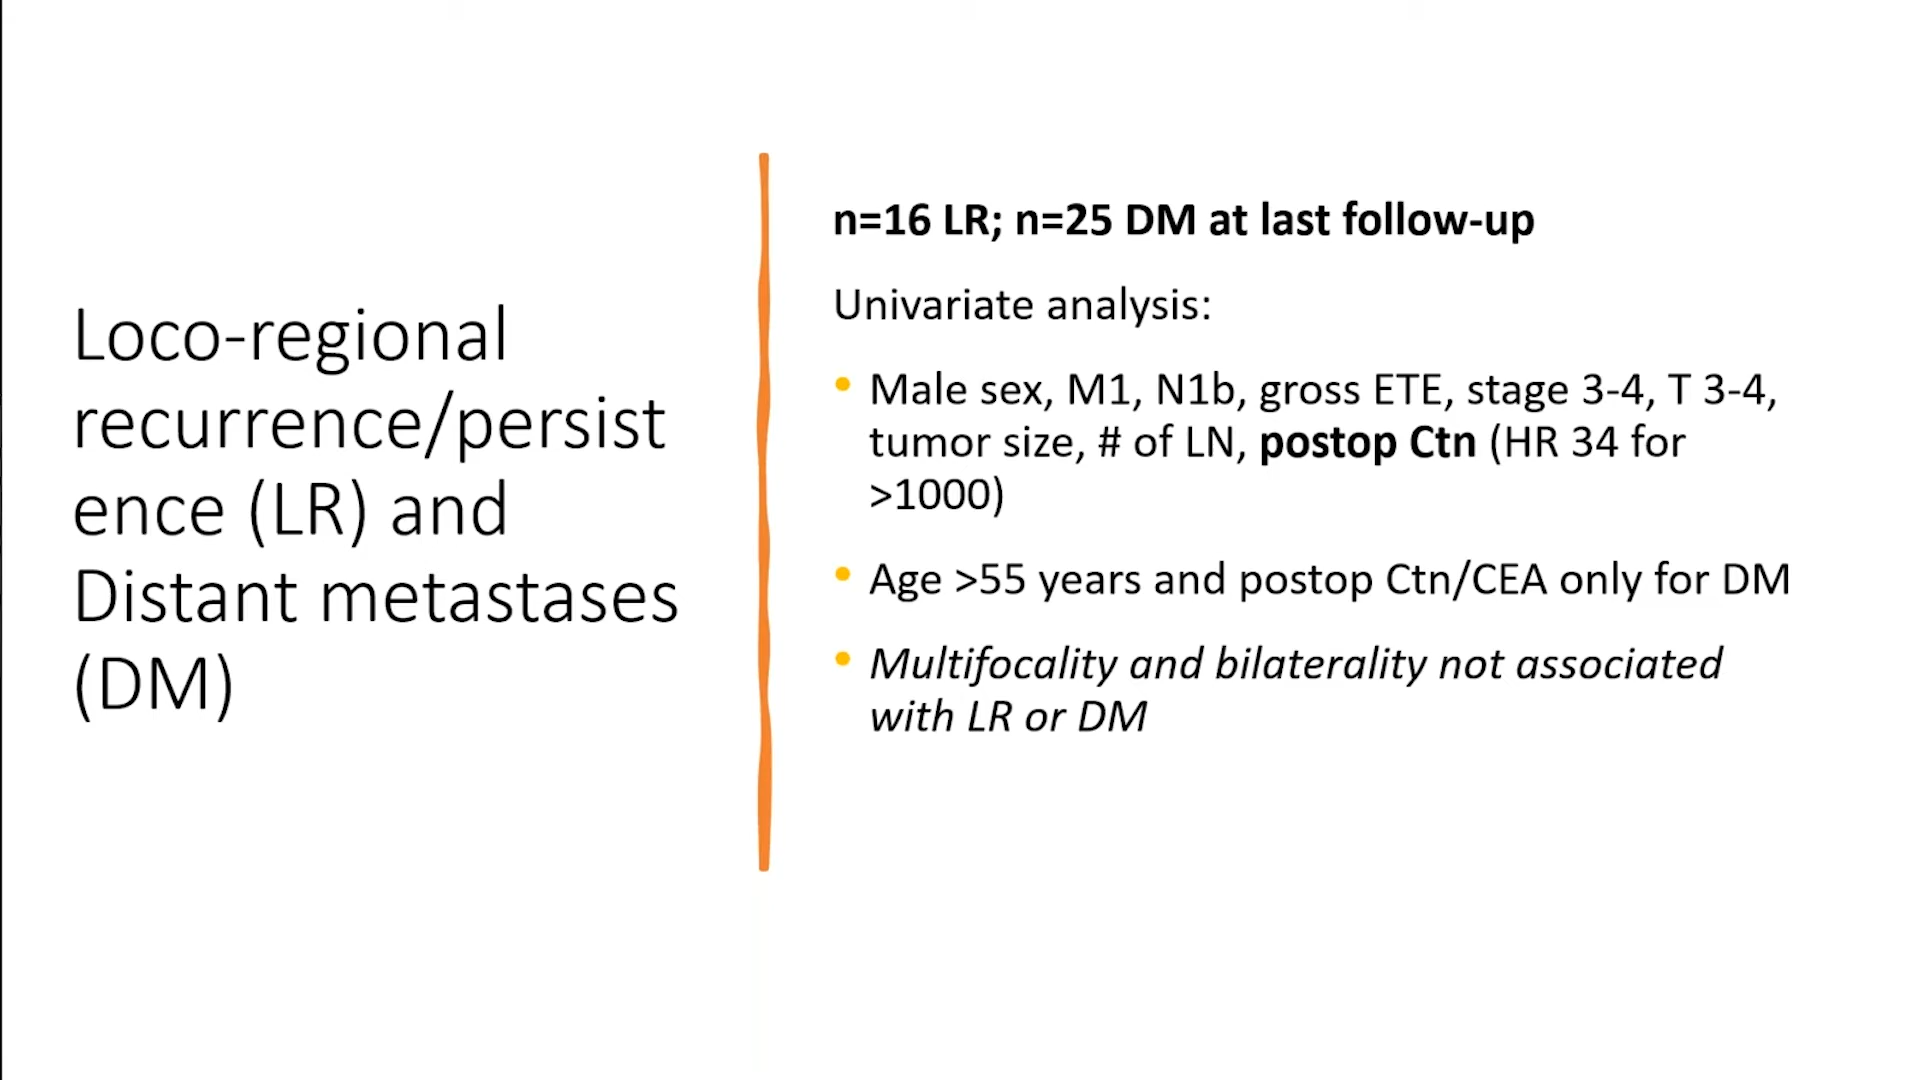 Loco-regional
recurrence/persist
ence (LR) and
Distant metastases
(DM)
n=16 LR; n=25 DM at last follow-up
Univariate analysis:
• Male sex, M1, N1b, gross ETE, stage 3-4, T 3-4,
tumor size, # of LN, postop Ctn (HR 34 for
>1000)
• Age >55 years and postop Ctn/CEA only for DM
• Multifocality and bilaterality not associated
with LR or DM